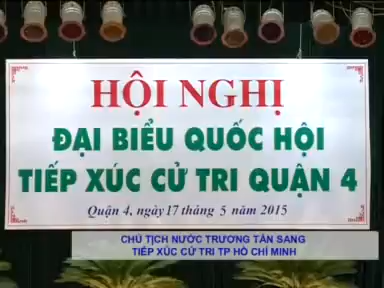 HỘI NGHỊ
ĐẠI BIỂU QUỐC HỘI
TIẾP XÚC CỬ TRI QUẬN 4
Quận 4, ngày 17 tháng 5 năm 2015
CHỦ TỊCH NƯỚC TRƯƠNG TẤN SANG
TIẾP XÚC CỬ TRI TP HỒ CHÍ MINH